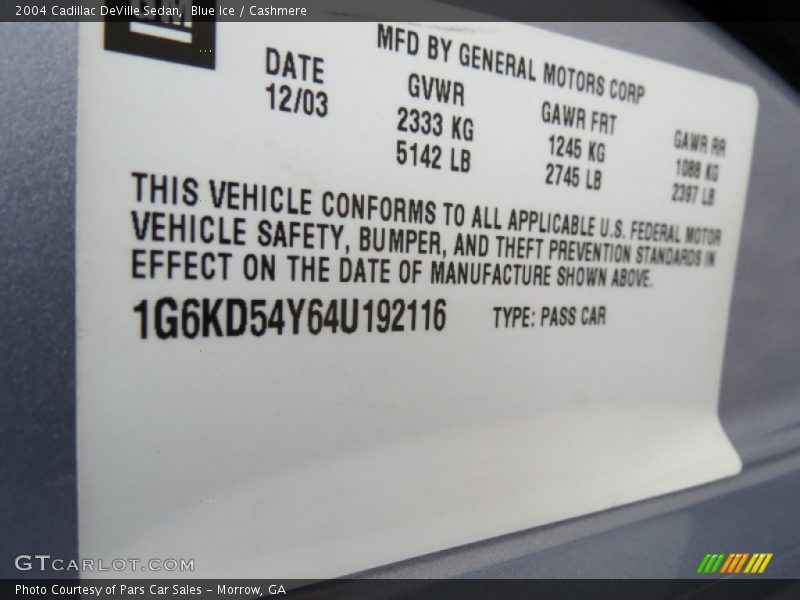 2004 Cadillac DeVille Sedan, Blue Ice / Cashmere
GM
MFD BY GENERAL MOTORS CORP
DATE GVWR GAWR FRT GAWR RR
12/03 2333 KG 1245 KG 1088 KG
5142 LB 2745 LB 2397 LB
THIS VEHICLE CONFORMS TO ALL APPLICABLE U.S. FEDERAL MOTOR
VEHICLE SAFETY, BUMPER, AND THEFT PREVENTION STANDARDS IN
EFFECT ON THE DATE OF MANUFACTURE SHOWN ABOVE.
1G6KD54Y64U192116 TYPE: PASS CAR
GTCARLOT.COM
Photo Courtesy of Pars Car Sales - Morrow, GA